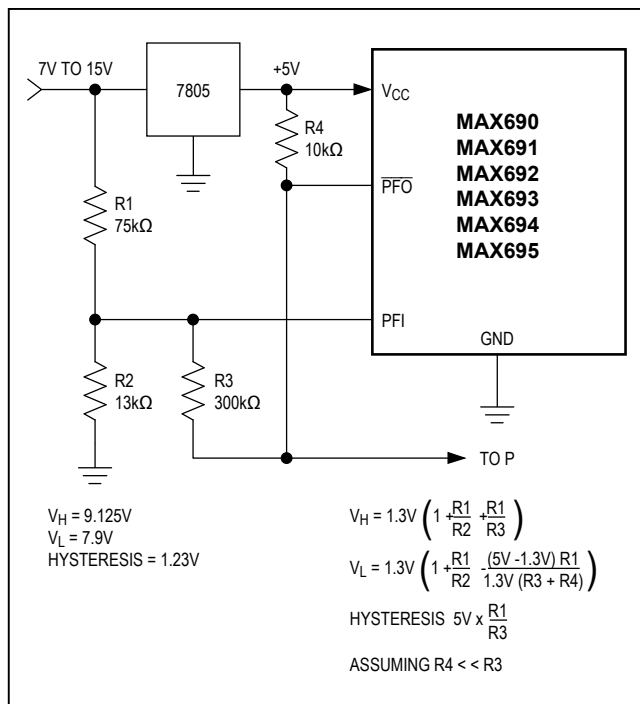 7V TO 15V
7805
+5V
VCC
R4
10kΩ
MAX690
MAX691
MAX692
MAX693
MAX694
MAX695
PFO
R1
75kΩ
PFI
GND
R2
13kΩ
R3
300kΩ
TO P
VH = 9.125V
VL = 7.9V
HYSTERESIS = 1.23V
VH = 1.3V (1 + R1/R2 + R1/R3)
VL = 1.3V (1 + R1/R2 - (5V -1.3V) R1/1.3V (R3 + R4))
HYSTERESIS 5V x R1/R3
ASSUMING R4 < < R3